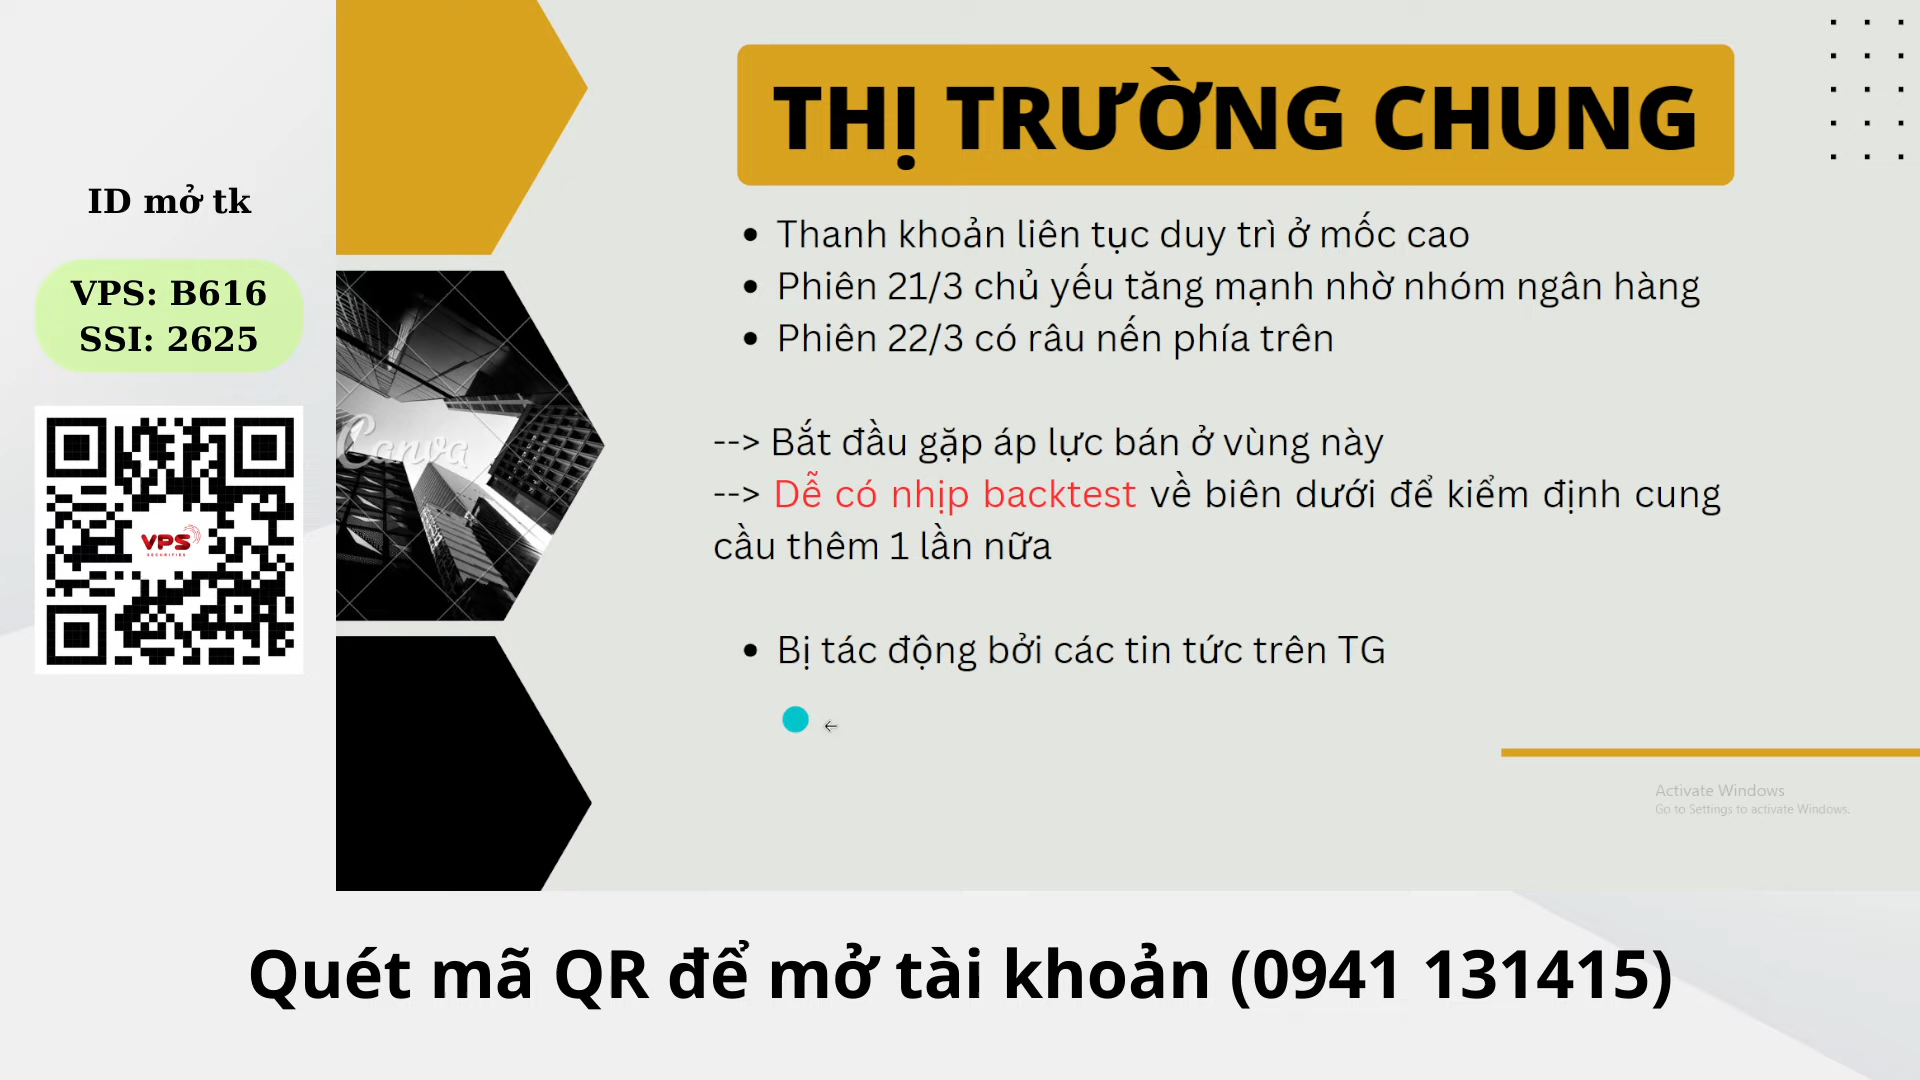 THỊ TRƯỜNG CHUNG
ID mở tk
VPS: B616
SSI: 2625
VPS
SECURITIES
Canva
• Thanh khoản liên tục duy trì ở mốc cao
• Phiên 21/3 chủ yếu tăng mạnh nhờ nhóm ngân hàng
• Phiên 22/3 có râu nến phía trên
--> Bắt đầu gặp áp lực bán ở vùng này
--> Dễ có nhịp backtest về biên dưới để kiểm định cung
cầu thêm 1 lần nữa
• Bị tác động bởi các tin tức trên TG
Activate Windows
Go to Settings to activate Windows.
Quét mã QR để mở tài khoản (0941 131415)